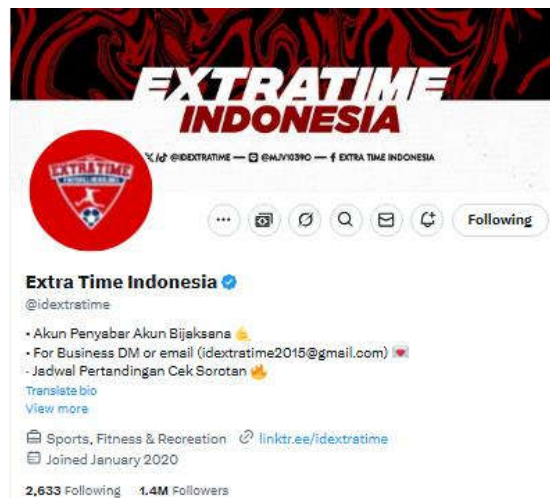 EXTRATIME
INDONESIA
@IDEXTRATIME — @MJV10390 — EXTRA TIME INDONESIA
EXTRATIME
Following
Extra Time Indonesia
@idextratime
• Akun Penyabar Akun Bijaksana 💪
• For Business DM or email (idextratime2015@gmail.com) 💌
- Jadwal Pertandingan Cek Sorotan 🔥
Translate bio
View more
Sports, Fitness & Recreation linktr.ee/idextratime
Joined January 2020
2,633 Following 1.4M Followers